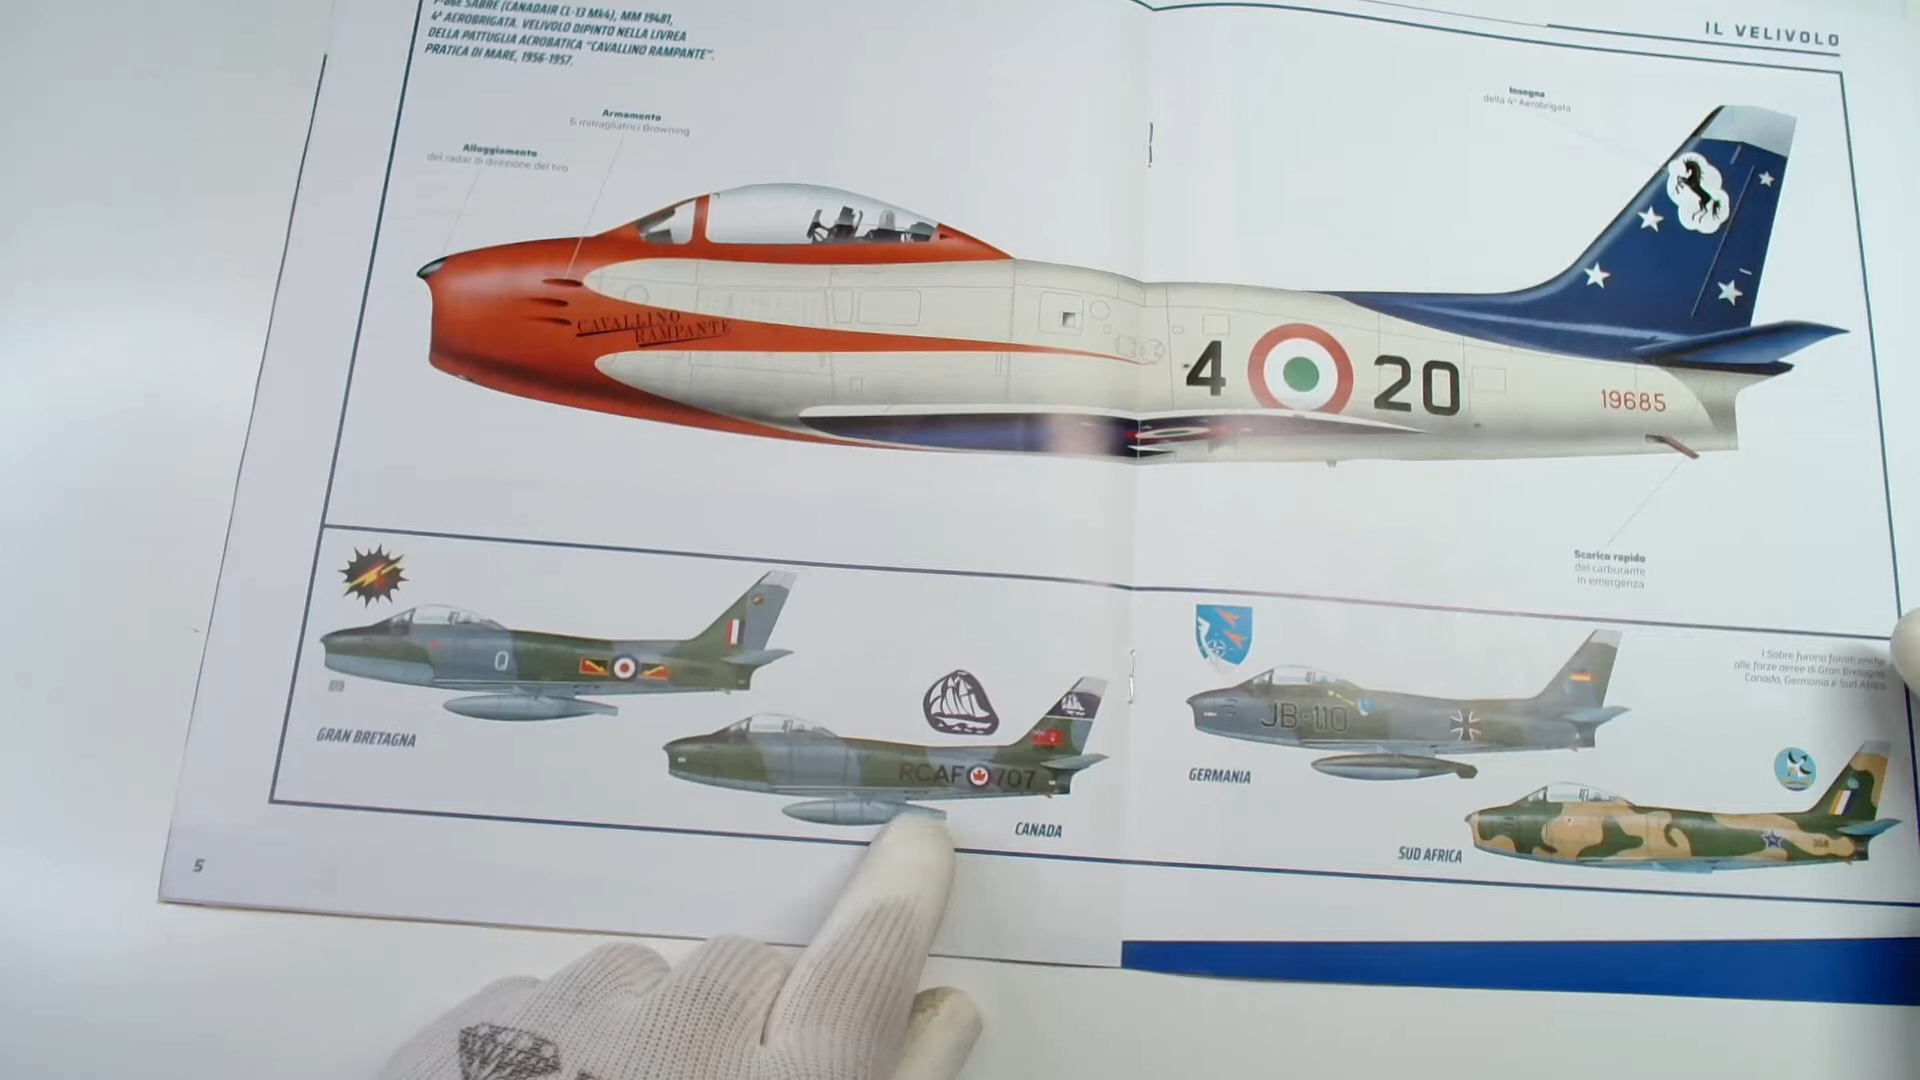 F-86E SABRE (CANADAIR CL-13 Mk4), MM 19481,
4ª AEROBRIGATA. VELIVOLO DIPINTO NELLA LIVREA
DELLA PATTUGLIA ACROBATICA "CAVALLINO RAMPANTE".
PRATICA DI MARE, 1956-1957.
IL VELIVOLO
Insegna
della 4ª Aerobrigata
Armamento
6 mitragliatrici Browning
Alloggiamento
del radar di direzione del tiro
CAVALLINO
RAMPANTE
4 20
19685
Scarico rapido
del carburante
in emergenza
Q
GRAN BRETAGNA
RCAF 707
CANADA
JB-110
GERMANIA
I Sabre furono forniti anche
alle forze aeree di Gran Bretagna,
Canada, Germania e Sud Africa
SUD AFRICA
5